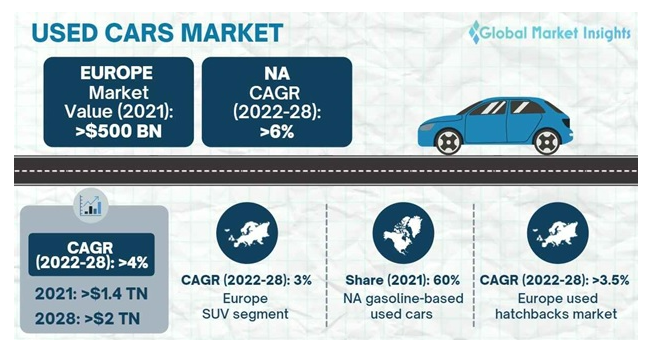 USED CARS MARKET
Global Market Insights
EUROPE
Market
Value (2021):
>$500 BN
NA
CAGR
(2022-28):
>6%
CAGR
(2022-28): >4%
2021: >$1.4 TN
2028: >$2 TN
CAGR (2022-28): 3%
Europe
SUV segment
Share (2021): 60%
NA gasoline-based
used cars
CAGR (2022-28): >3.5%
Europe used
hatchbacks market